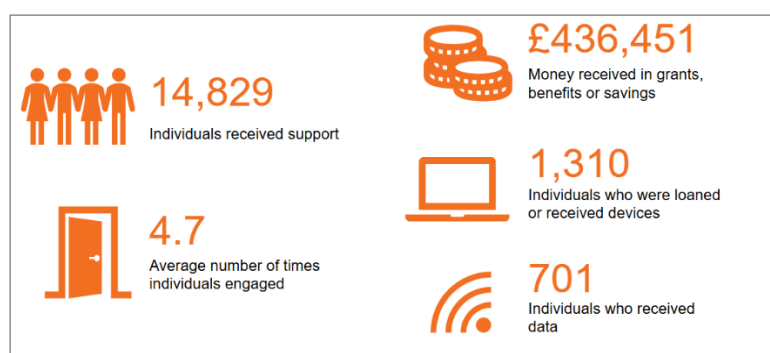 14,829
Individuals received support
4.7
Average number of times
individuals engaged
£436,451
Money received in grants,
benefits or savings
1,310
Individuals who were loaned
or received devices
701
Individuals who received
data